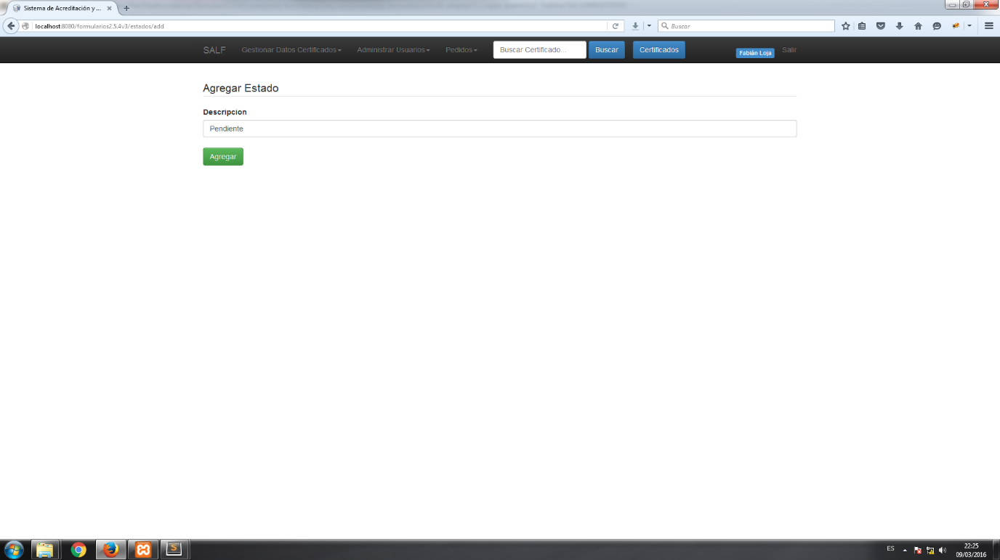 Sistema de Acreditación y ...
localhost:8080/formularios2.5.4v3/estados/add
Buscar
SALF Gestionar Datos Certificados Administrar Usuarios Pedidos Buscar Certificado... Buscar Certificados Fabián Loja Salir
Agregar Estado
Descripcion
Pendiente
Agregar
ES
22:25
09/03/2016